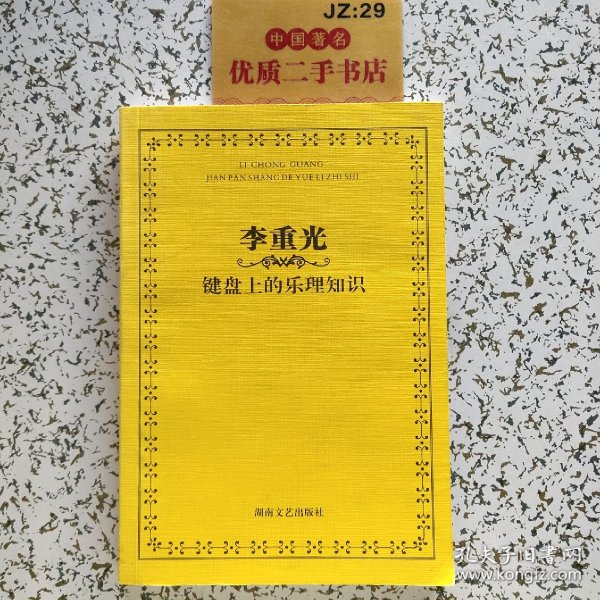 JZ:29
中国著名
优质二手书店
LI CHONG GUANG
JIAN PAN SHANG DE YUE LI ZHI SHI
李重光
键盘上的乐理知识
湖南文艺出版社
孔夫子旧书网
www.kongfz.com